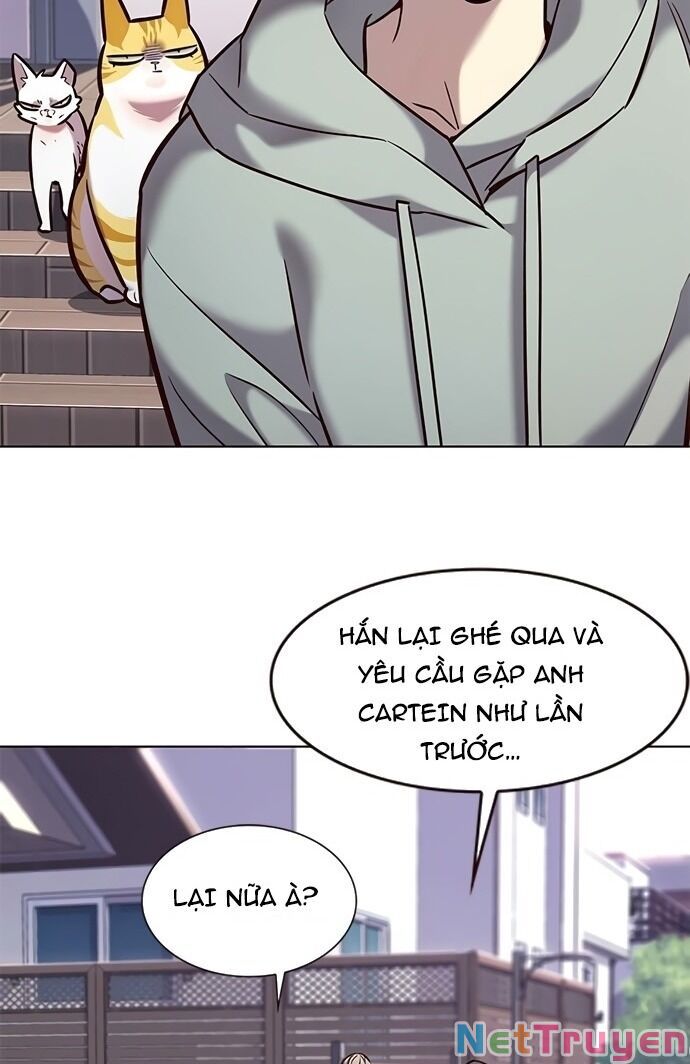 HẮN LẠI GHÉ QUA VÀ
YÊU CẦU GẶP ANH
CARTEIN NHƯ LẦN
TRƯỚC...
LẠI NỮA À?
NetTruyen